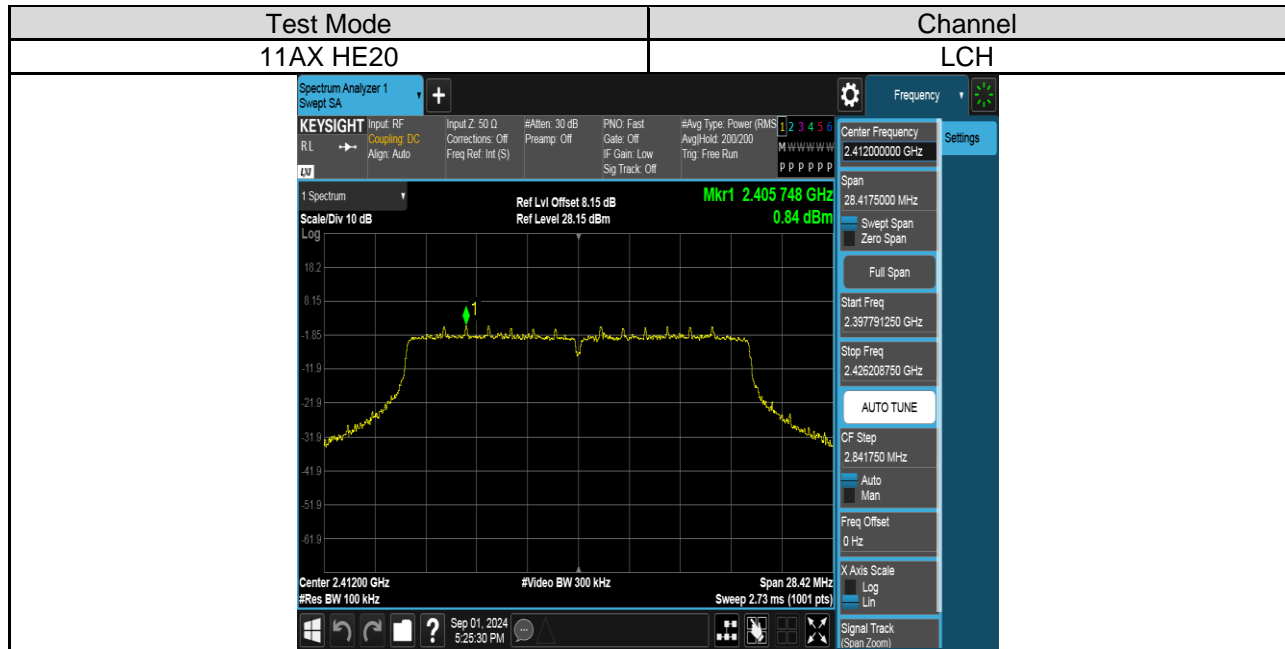 Test Mode Channel
11AX HE20 LCH
Spectrum Analyzer 1
Swept SA
Frequency
KEYSIGHT
RL
LXI
Input: RF
Coupling: DC
Align: Auto
Input Z: 50 Ω
Corrections: Off
Freq Ref: Int (S)
#Atten: 30 dB
Preamp: Off
PNO: Fast
Gate: Off
IF Gain: Low
Sig Track: Off
#Avg Type: Power (RMS
Avg|Hold: 200/200
Trig: Free Run
1 2 3 4 5 6
M W W W W W
P P P P P P
1 Spectrum
Scale/Div 10 dB
Log
Ref Lvl Offset 8.15 dB
Ref Level 28.15 dBm
Mkr1 2.405 748 GHz
0.84 dBm
18.2
8.15
-1.85
-11.9
-21.9
-31.9
-41.9
-51.9
-61.9
1
Center 2.41200 GHz
#Res BW 100 kHz
#Video BW 300 kHz
Span 28.42 MHz
Sweep 2.73 ms (1001 pts)
Sep 01, 2024
5:25:30 PM
Center Frequency
2.412000000 GHz
Settings
Span
28.4175000 MHz
Swept Span
Zero Span
Full Span
Start Freq
2.397791250 GHz
Stop Freq
2.426208750 GHz
AUTO TUNE
CF Step
2.841750 MHz
Auto
Man
Freq Offset
0 Hz
X Axis Scale
Log
Lin
Signal Track
(Span Zoom)